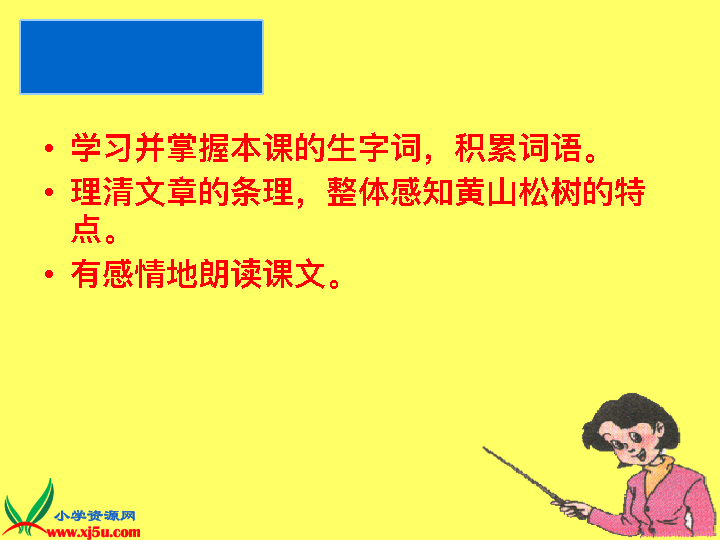 • 学习并掌握本课的生字词，积累词语。
• 理清文章的条理，整体感知黄山松树的特
点。
• 有感情地朗读课文。
小学资源网
www.xj5u.com